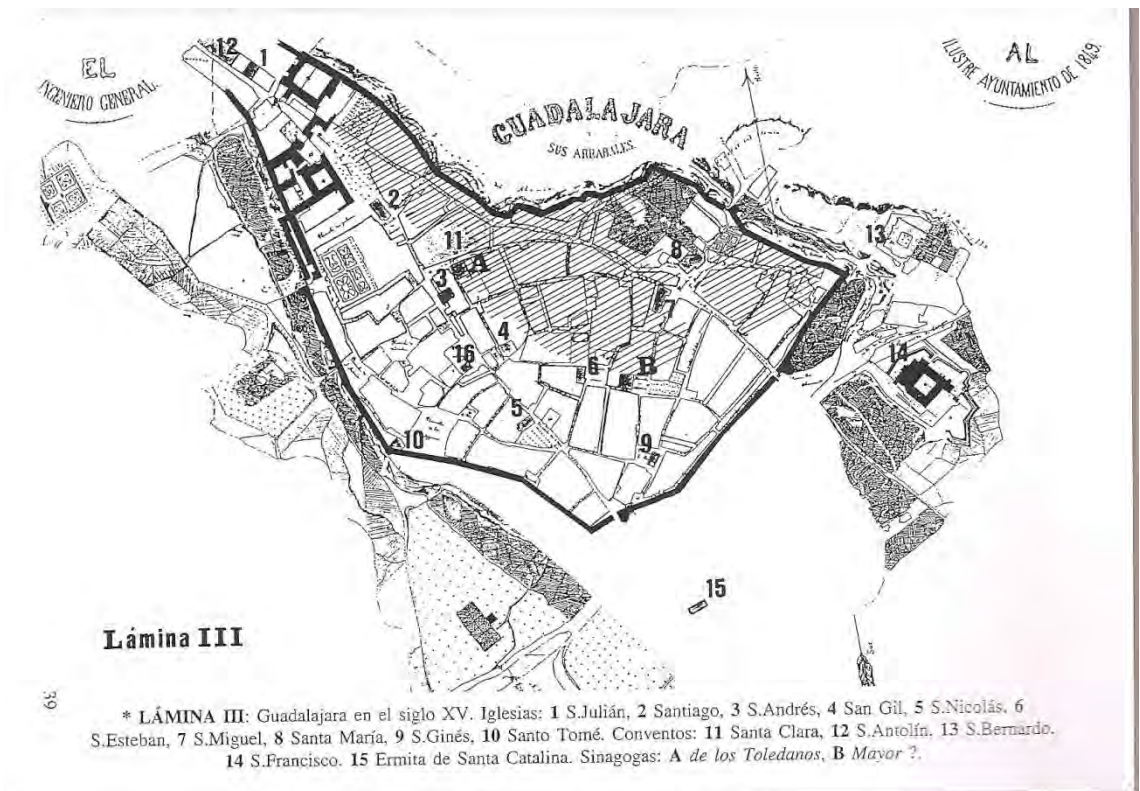 EL
INGENIERO GENERAL.
AL
ILUSTRE AYUNTAMIENTO DE 1849.
GUADALAJARA
Y
SUS ARRABALES.
12
1
2
11
A
3
4
16
5
6
B
8
9
10
13
14
15
Sur
Lámina III
39
* LÁMINA III: Guadalajara en el siglo XV. Iglesias: 1 S.Julián, 2 Santiago, 3 S.Andrés, 4 San Gil, 5 S.Nicolás, 6
S.Esteban, 7 S.Miguel, 8 Santa María, 9 S.Ginés, 10 Santo Tomé. Conventos: 11 Santa Clara, 12 S.Antolín, 13 S.Bernardo.
14 S.Francisco. 15 Ermita de Santa Catalina. Sinagogas: A de los Toledanos, B Mayor ?.